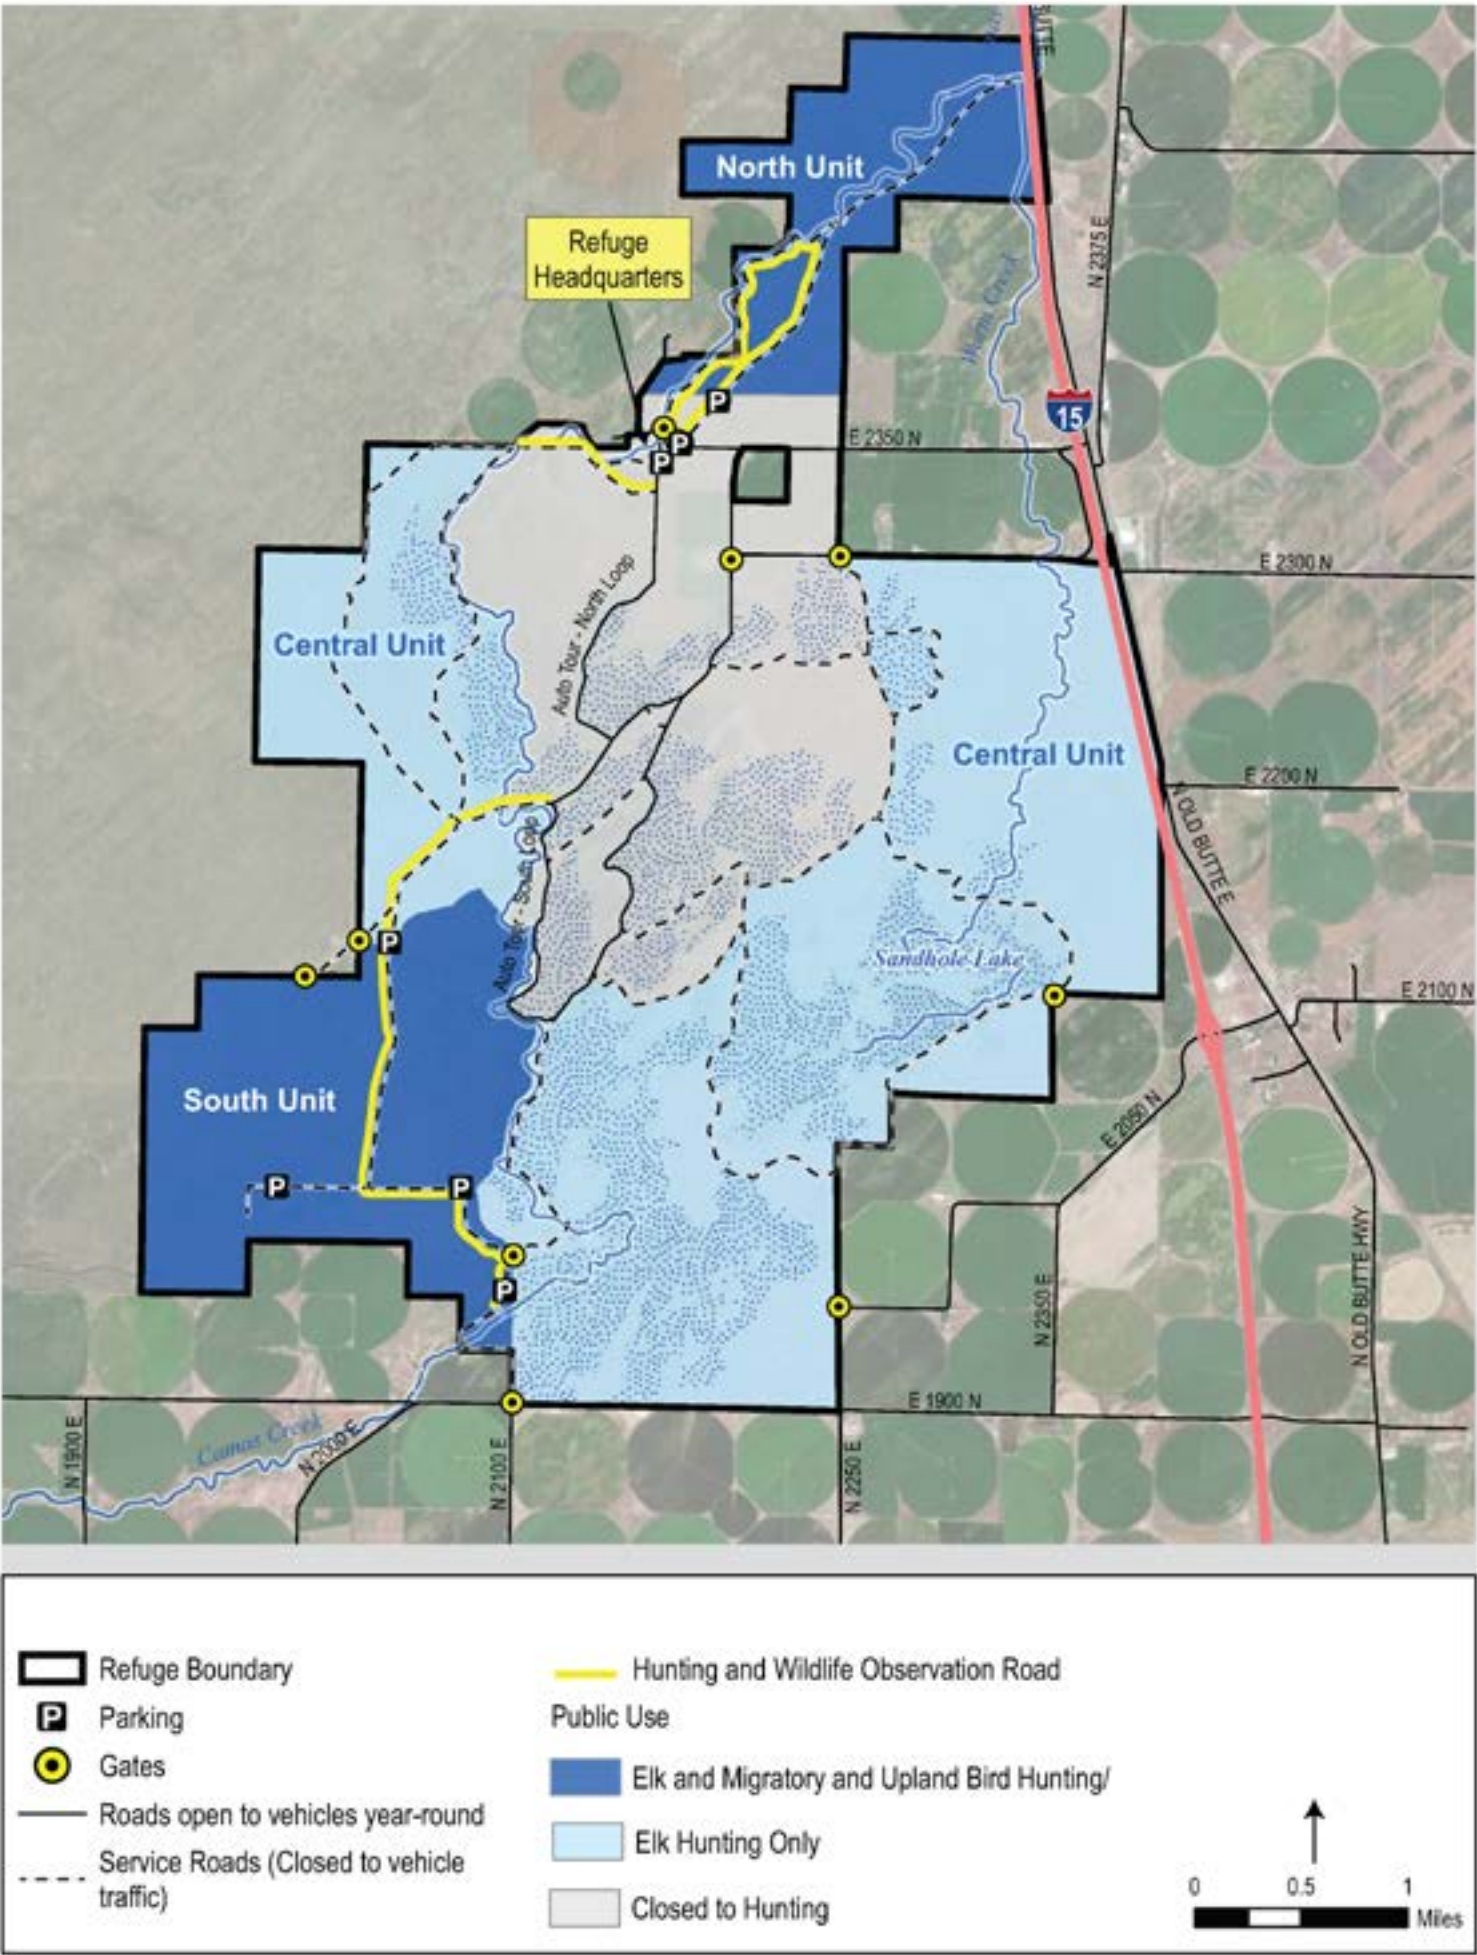 BUTTE
North Unit
Refuge
Headquarters
N 2375 E
Warm Creek
15
P
E 2350 N
P
P
E 2300 N
Auto Tour - North Loop
Central Unit
Central Unit
E 2200 N
N OLD BUTTE E
Auto Tour - South Loop
P
Sandhole Lake
E 2100 N
South Unit
E 2050 N
P
P
P
N 2350 E
N OLD BUTTE HWY
E 1900 N
Camas Creek
N 1900 E
N 2000 E
N 2100 E
N 2250 E
Refuge Boundary
P Parking
Gates
Roads open to vehicles year-round
Service Roads (Closed to vehicle
traffic)
Hunting and Wildlife Observation Road
Public Use
Elk and Migratory and Upland Bird Hunting/
Elk Hunting Only
Closed to Hunting
0 0.5 1
Miles